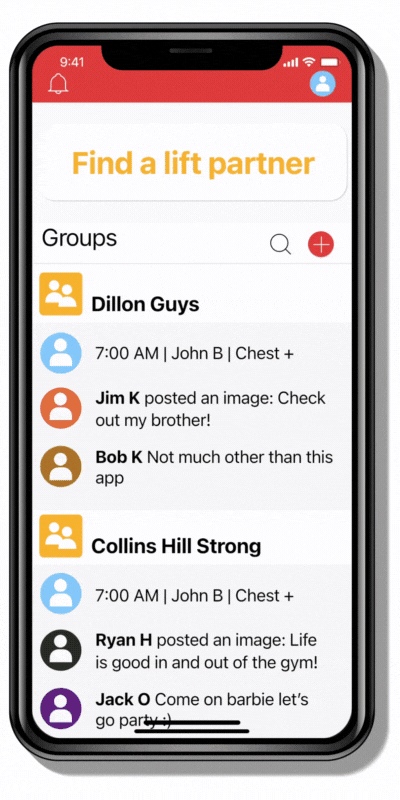 9:41
Find a lift partner
Groups
Dillon Guys
7:00 AM | John B | Chest +
Jim K posted an image: Check
out my brother!
Bob K Not much other than this
app
Collins Hill Strong
7:00 AM | John B | Chest +
Ryan H posted an image: Life
is good in and out of the gym!
Jack O Come on barbie let's
go party :)